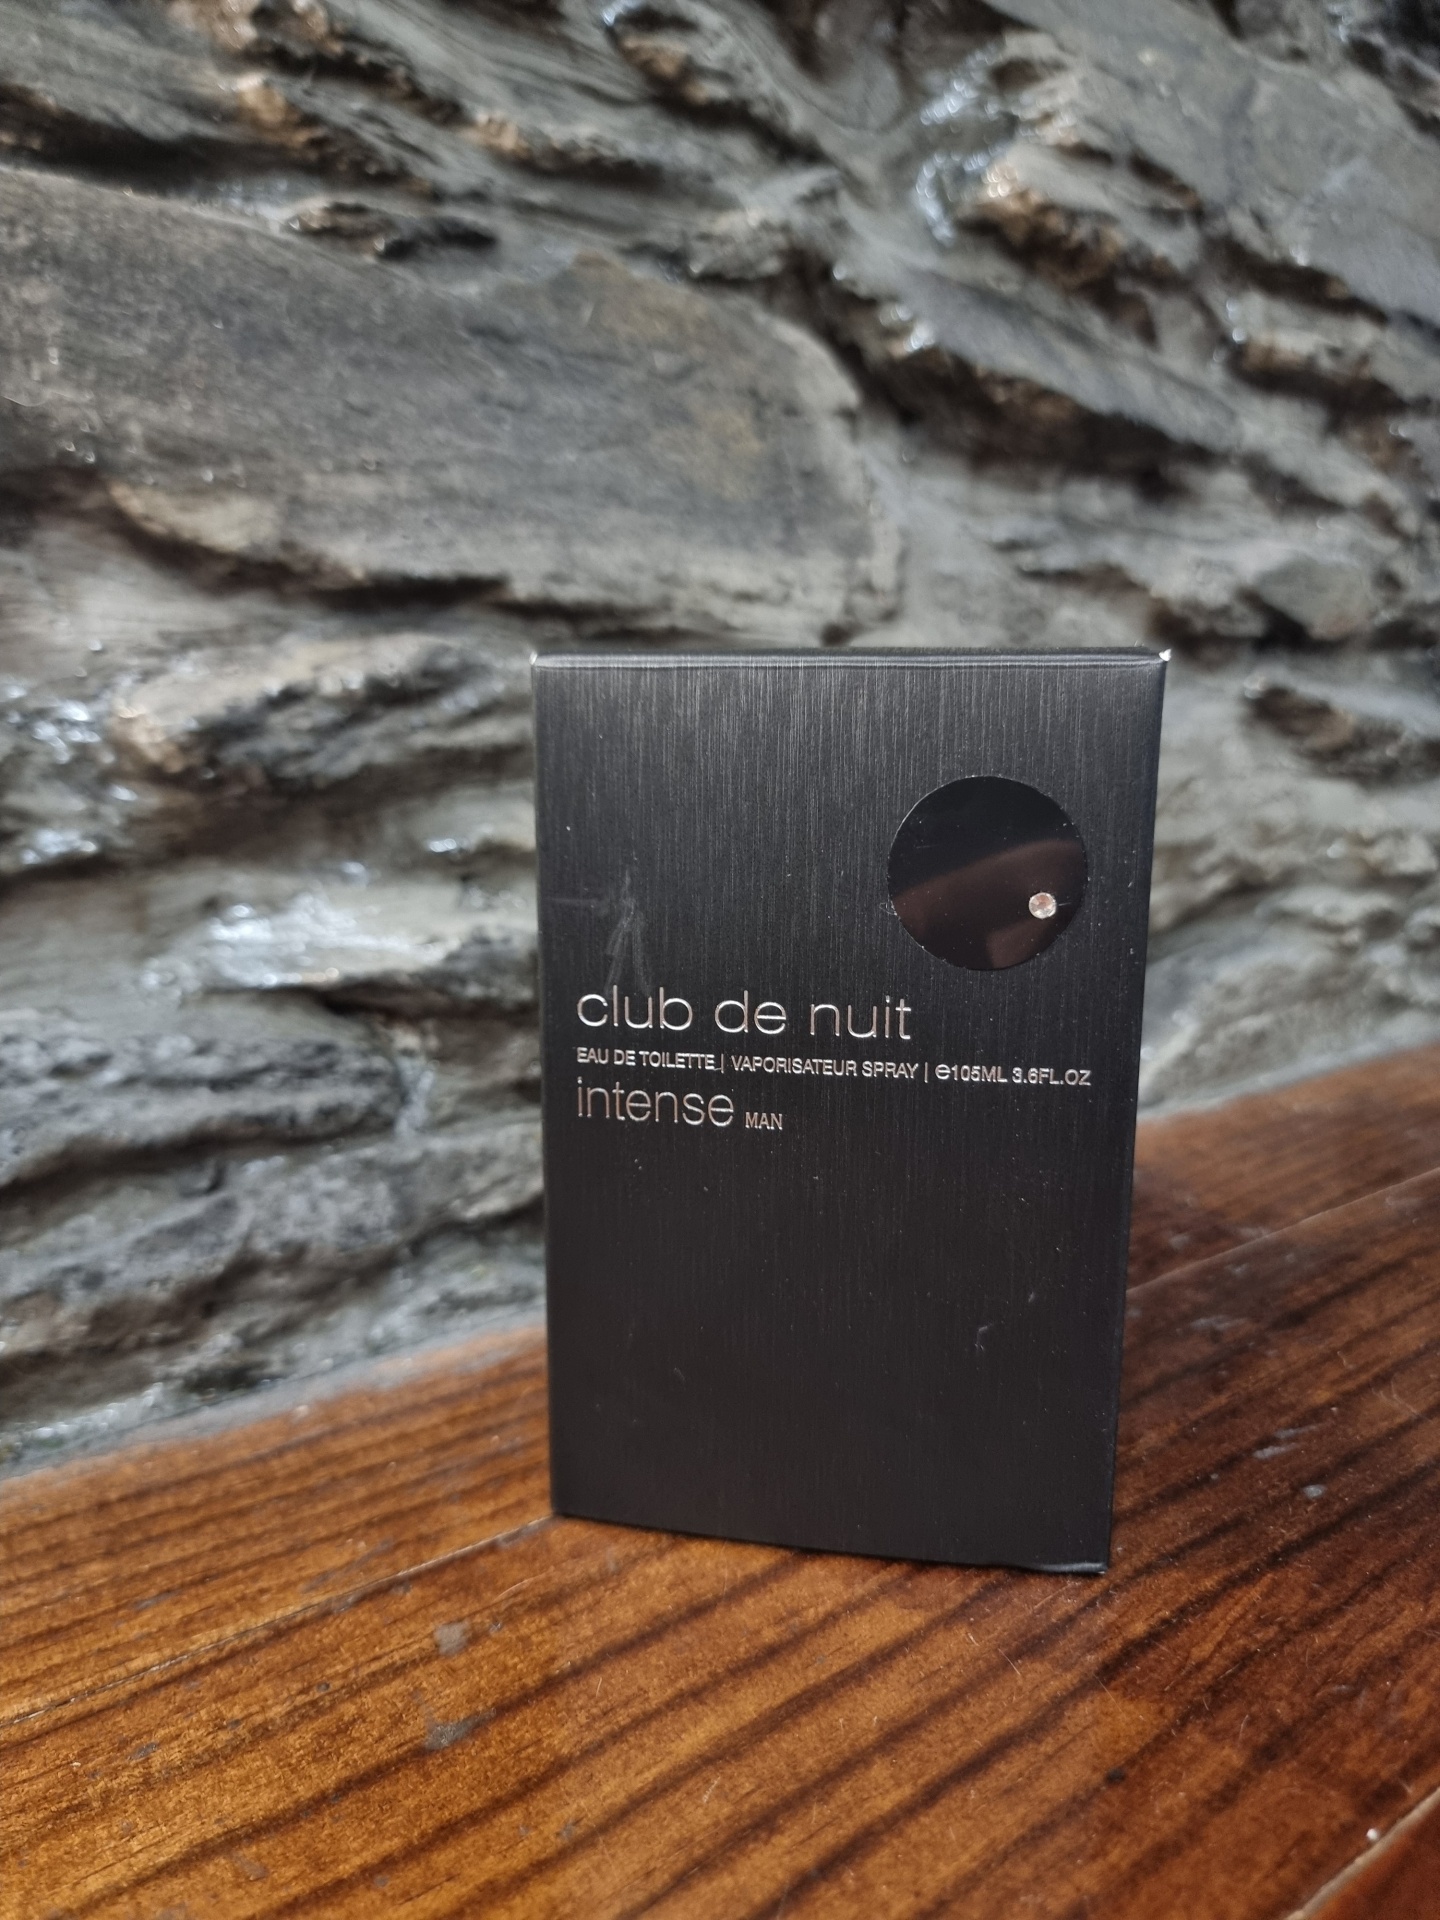 club de nuit
EAU DE TOILETTE | VAPORISATEUR SPRAY | ℮105ML 3.6FL.OZ
intense MAN